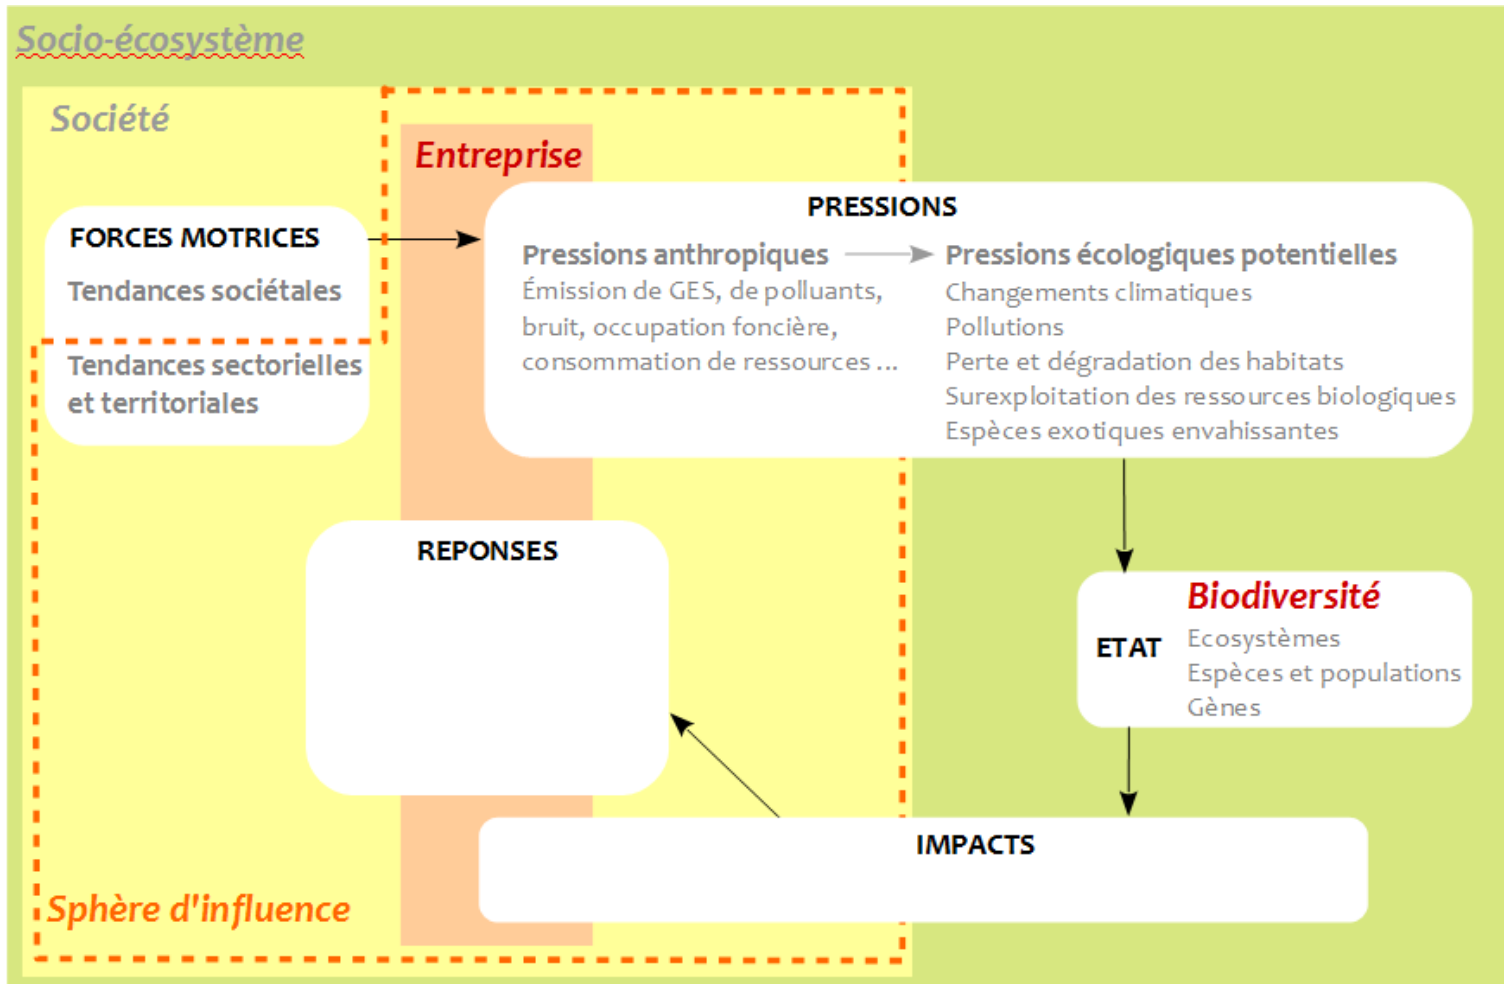 Socio-écosystème
Société
Entreprise
FORCES MOTRICES
Tendances sociétales
Tendances sectorielles
et territoriales
PRESSIONS
Pressions anthropiques
Émission de GES, de polluants,
bruit, occupation foncière,
consommation de ressources ...
Pressions écologiques potentielles
Changements climatiques
Pollutions
Perte et dégradation des habitats
Surexploitation des ressources biologiques
Espèces exotiques envahissantes
REPONSES
Biodiversité
ETAT
Ecosystèmes
Espèces et populations
Gènes
IMPACTS
Sphère d'influence